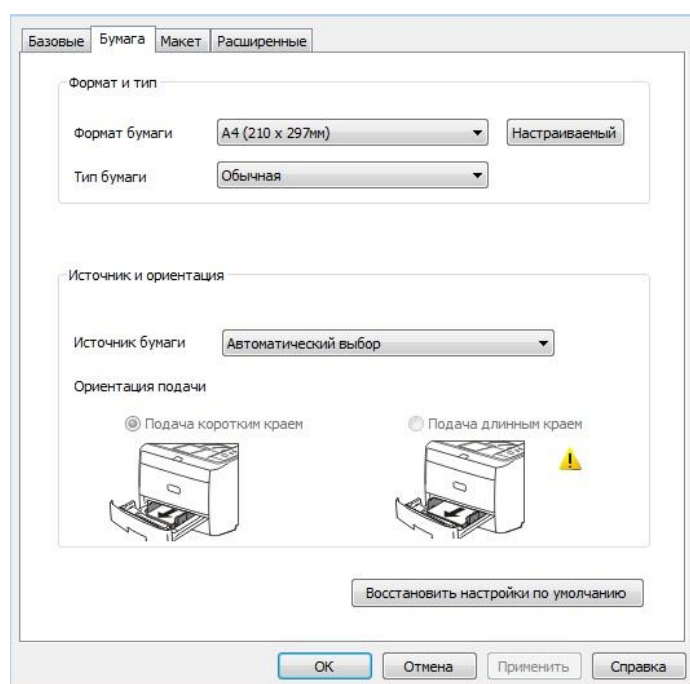 Базовые Бумага Макет Расширенные
Формат и тип
Формат бумаги A4 (210 x 297мм) Настраиваемый
Тип бумаги Обычная
Источник и ориентация
Источник бумаги Автоматический выбор
Ориентация подачи
Подача коротким краем Подача длинным краем
Восстановить настройки по умолчанию
OK Отмена Применить Справка